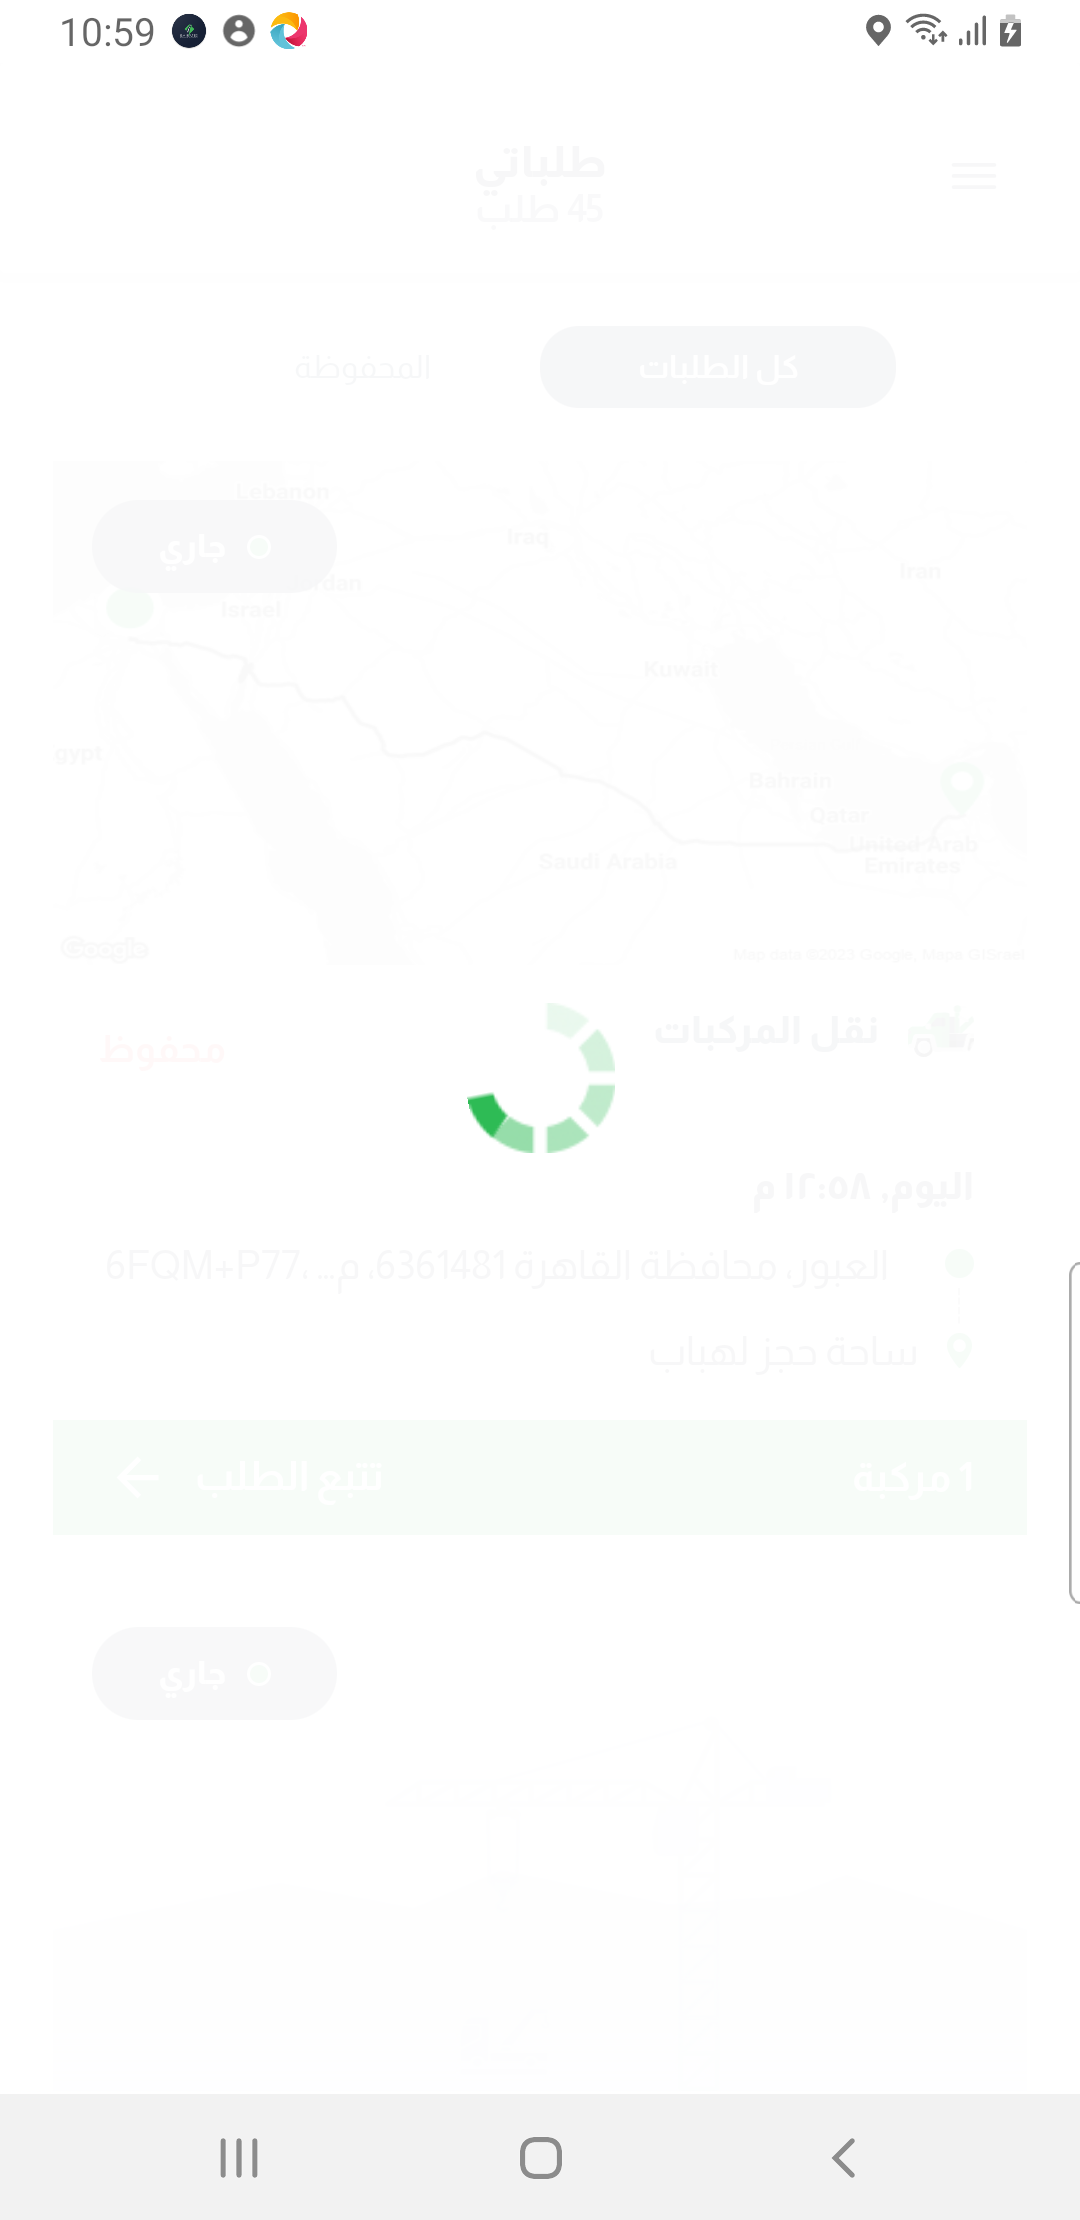 10:59
طلباتي
45 طلب
كل الطلبات
المحفوظة
Lebanon
جاري
Iraq
Iran
rdan
Israel
Kuwait
gypt
Bahrain
Qatar
United Arab
Emirates
Saudi Arabia
Google
Map data ©2023 Google, Mapa GISrael
نقل المركبات
محفوظ
اليوم, ١٢:٥٨ م
العبور، محافظة القاهرة 6361481، م... ،6FQM+P77
ساحة حجز لهباب
1 مركبة
تتبع الطلب
جاري